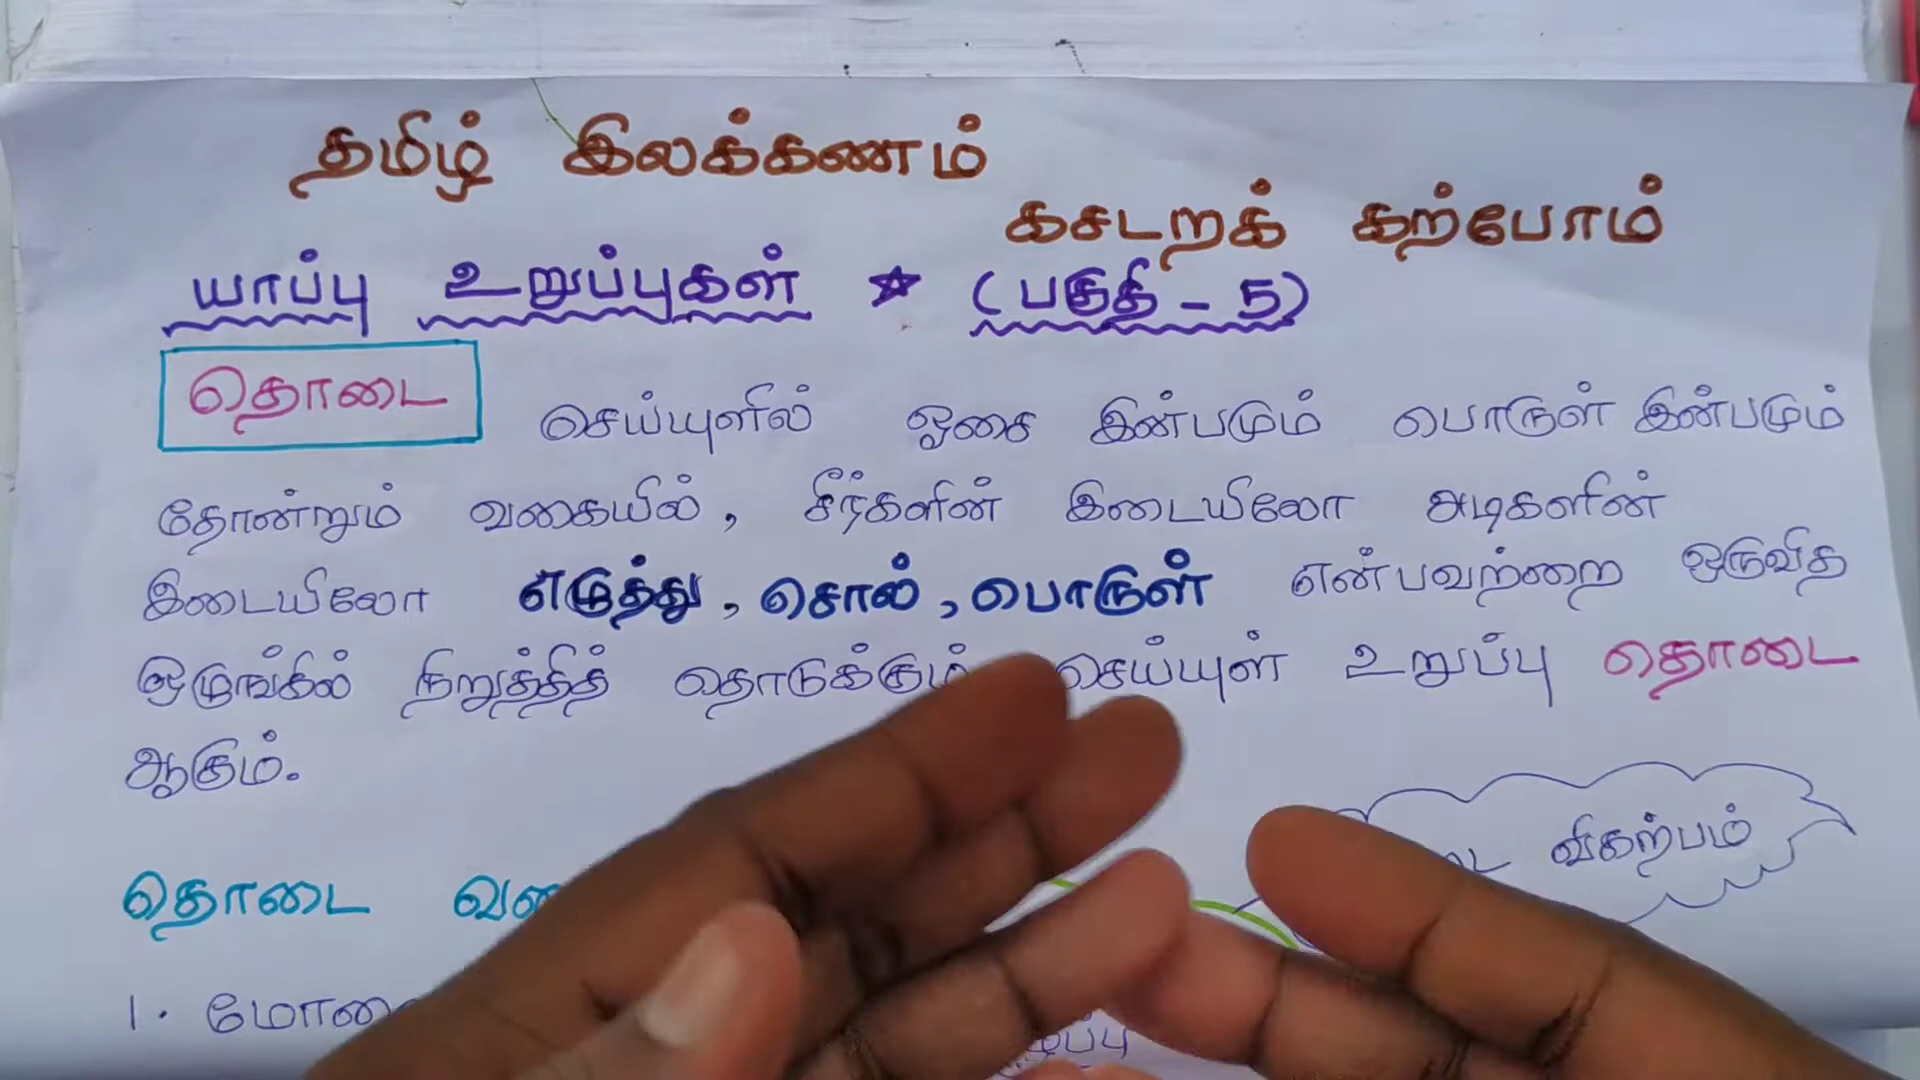 தமிழ் இலக்கணம்
கசடறக் கற்போம்
யாப்பு உறுப்புகள் ★ (பகுதி - 5)
தொடை செய்யுளில் ஓசை இன்பமும் பொருள் இன்பமும்
தோன்றும் வகையில், சீர்களின் இடையிலோ அடிகளின்
இடையிலோ எழுத்து, சொல், பொருள் என்பவற்றை ஒருவித
ஒழுங்கில் நிறுத்தித் தொடுக்கும் செய்யுள் உறுப்பு தொடை
ஆகும்.
விகற்பம்
தொடை
1.